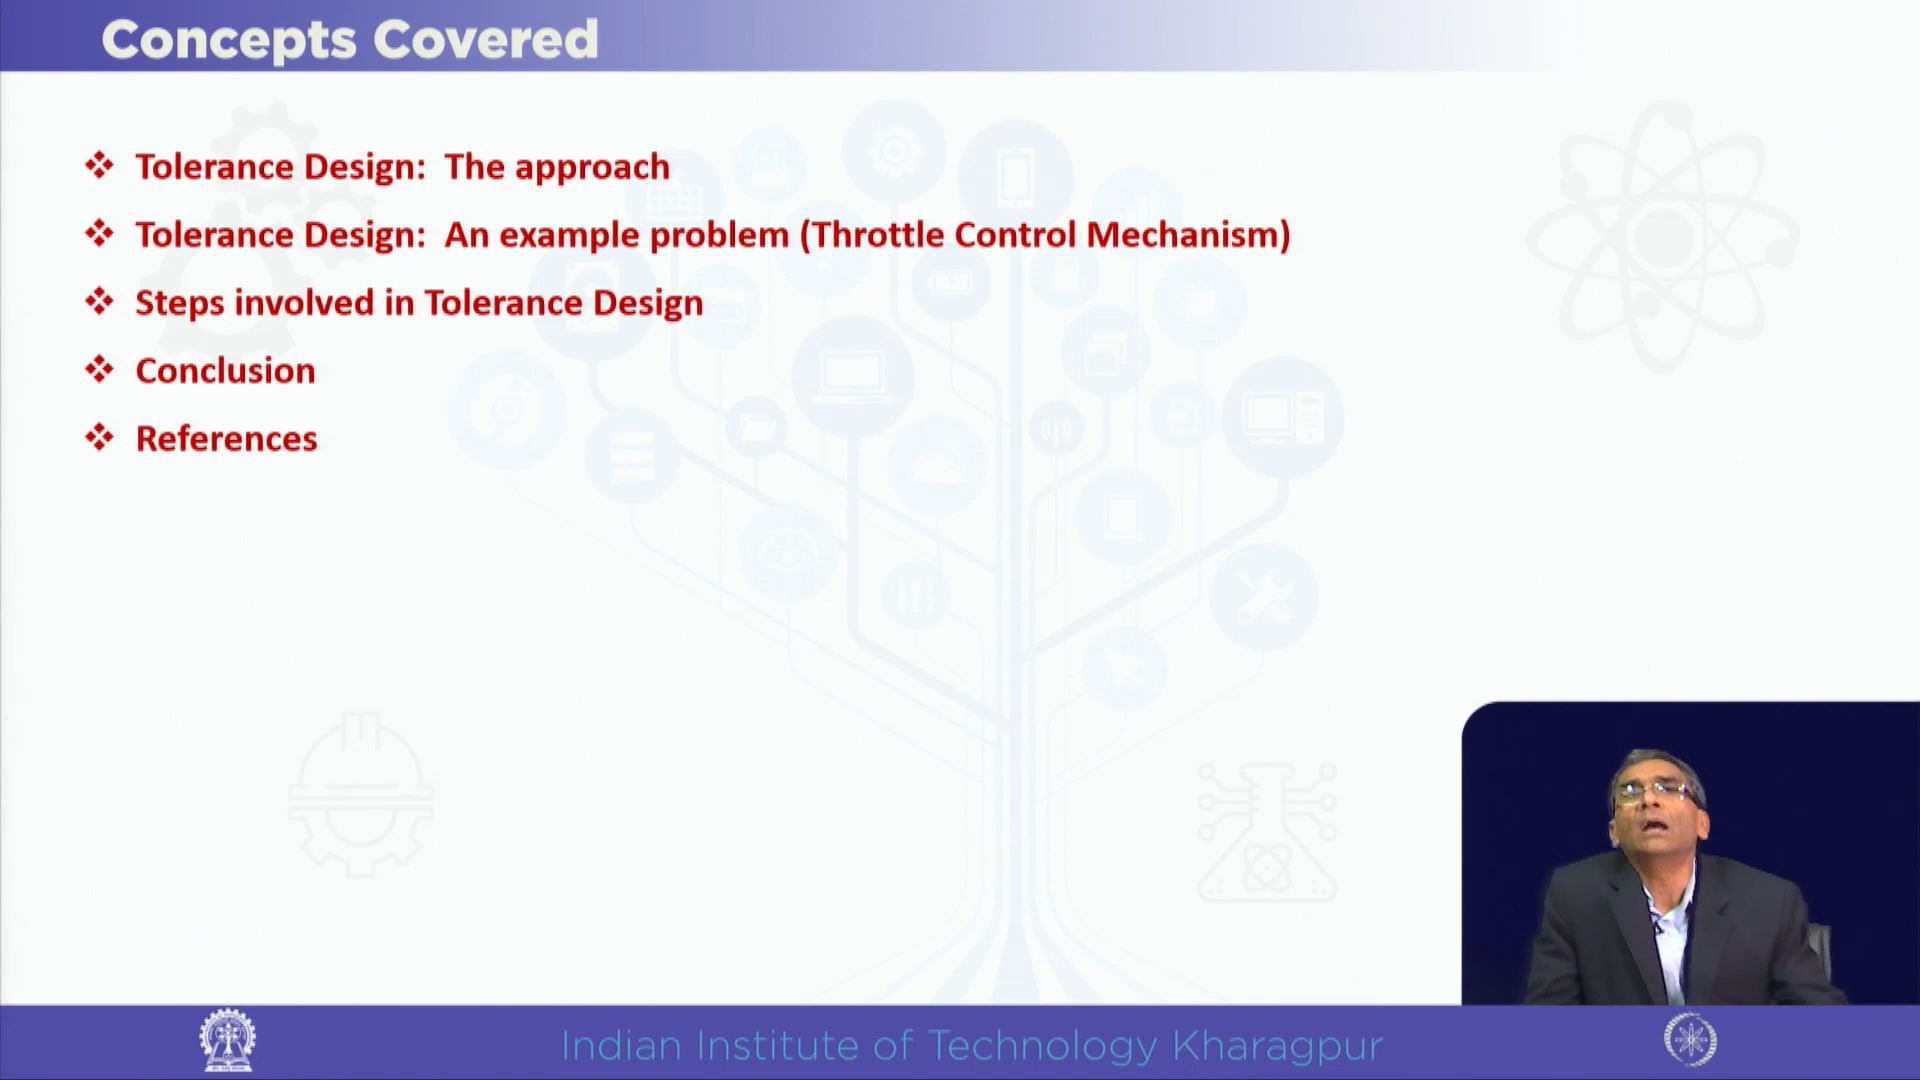 Concepts Covered
❖ Tolerance Design: The approach
❖ Tolerance Design: An example problem (Throttle Control Mechanism)
❖ Steps involved in Tolerance Design
❖ Conclusion
❖ References
Indian Institute of Technology Kharagpur